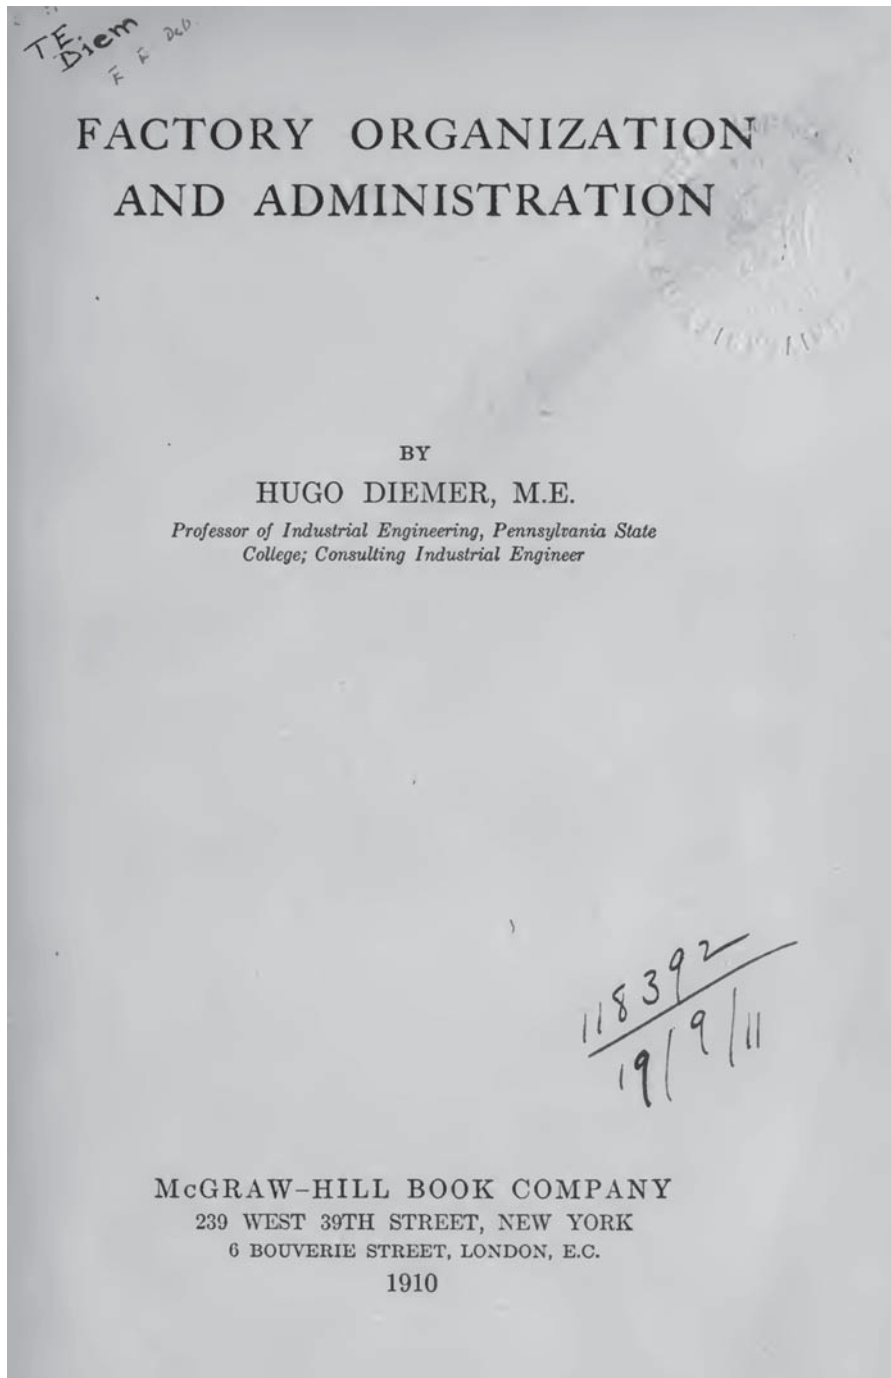 T.E.
Diem
FACTORY ORGANIZATION
AND ADMINISTRATION
BY
HUGO DIEMER, M.E.
Professor of Industrial Engineering, Pennsylvania State
College; Consulting Industrial Engineer
118392
19/9/11
McGRAW-HILL BOOK COMPANY
239 WEST 39TH STREET, NEW YORK
6 BOUVERIE STREET, LONDON, E.C.
1910